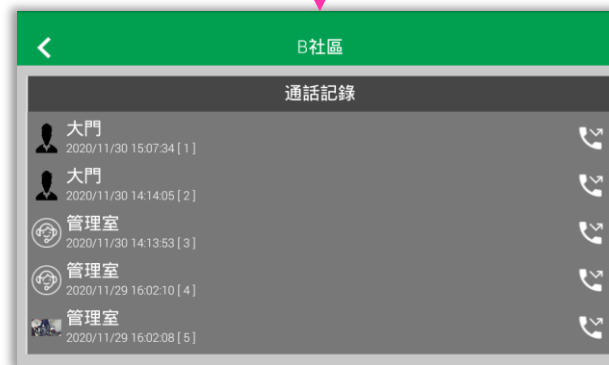 B社區
通話記錄
大門
2020/11/30 15:07:34 [ 1 ]
大門
2020/11/30 14:14:05 [ 2 ]
管理室
2020/11/30 14:13:53 [ 3 ]
管理室
2020/11/29 16:02:10 [ 4 ]
管理室
2020/11/29 16:02:08 [ 5 ]